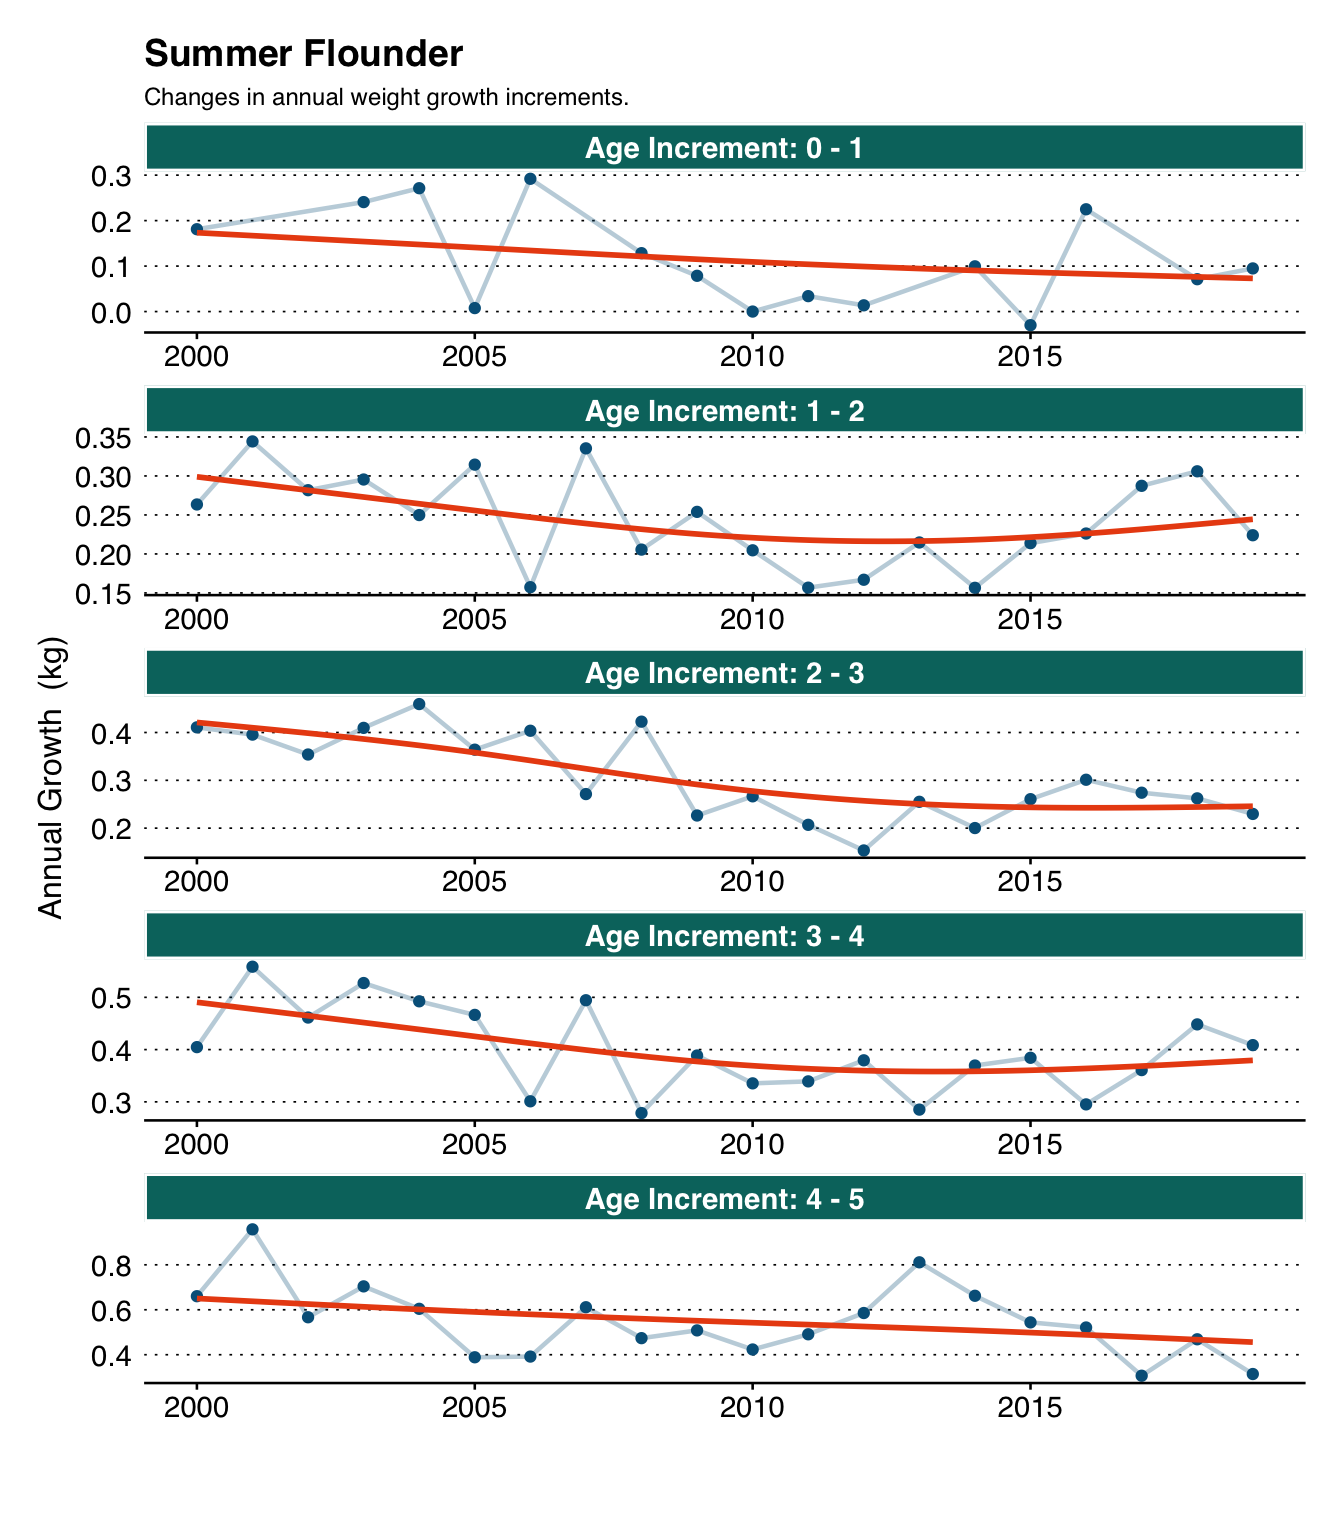 Summer Flounder
Changes in annual weight growth increments.
Age Increment: 0 - 1
0.3
0.2
0.1
0.0
2000 2005 2010 2015
Age Increment: 1 - 2
0.35
0.30
0.25
0.20
0.15
2000 2005 2010 2015
Annual Growth (kg)
Age Increment: 2 - 3
0.4
0.3
0.2
2000 2005 2010 2015
Age Increment: 3 - 4
0.5
0.4
0.3
2000 2005 2010 2015
Age Increment: 4 - 5
0.8
0.6
0.4
2000 2005 2010 2015